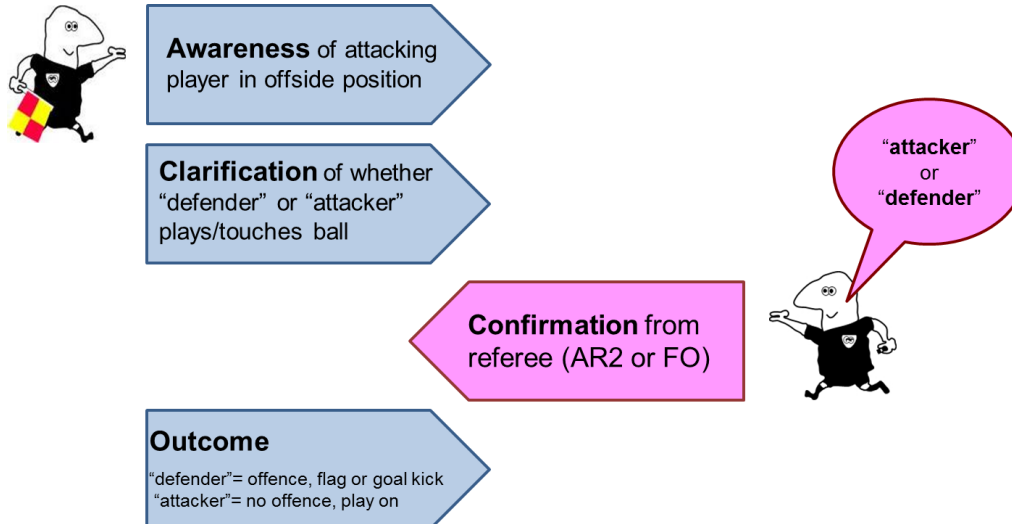 Awareness of attacking
player in offside position
Clarification of whether
“defender” or “attacker”
plays/touches ball
“attacker”
or
“defender”
Confirmation from
referee (AR2 or FO)
Outcome
“defender”= offence, flag or goal kick
“attacker”= no offence, play on